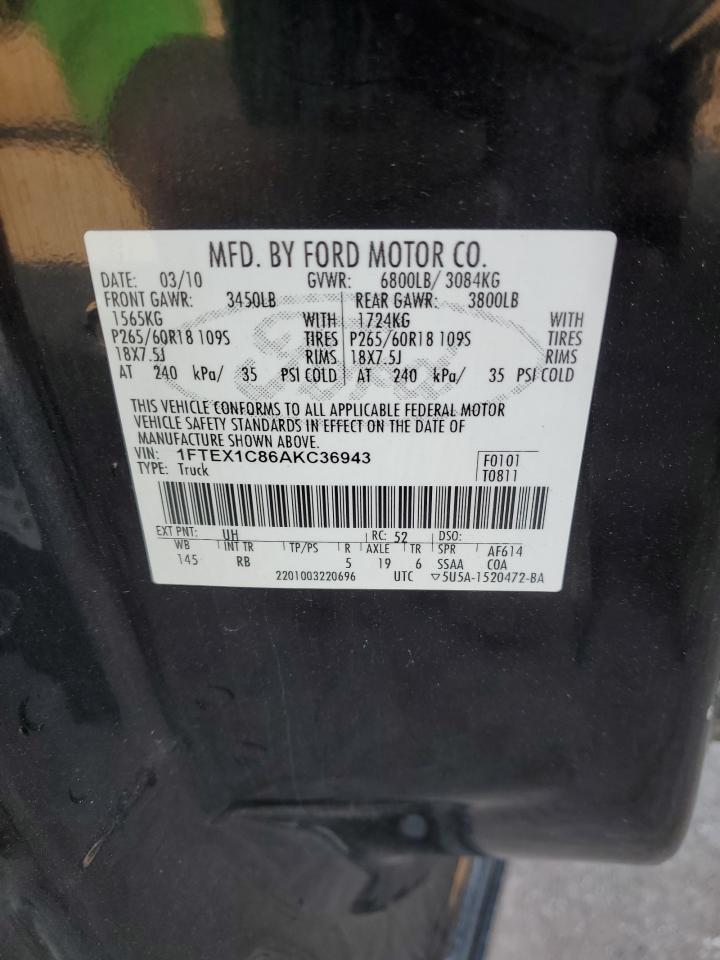 MFD. BY FORD MOTOR CO.
DATE: 03/10 GVWR: 6800LB/ 3084KG
FRONT GAWR: 3450LB REAR GAWR: 3800LB
1565KG WITH 1724KG WITH
P265/60R18 109S TIRES P265/60R18 109S TIRES
18X7.5J RIMS 18X7.5J RIMS
AT 240 kPa/ 35 PSI COLD AT 240 kPa/ 35 PSI COLD
THIS VEHICLE CONFORMS TO ALL APPLICABLE FEDERAL MOTOR
VEHICLE SAFETY STANDARDS IN EFFECT ON THE DATE OF
MANUFACTURE SHOWN ABOVE.
VIN: 1FTEX1C86AKC36943 F0101
TYPE: Truck T0811
EXT PNT: UH RC: 52 DSO:
WB INT TR TP/PS R AXLE TR SPR AF614
145 RB 5 19 6 SSAA COA
2201003220696 UTC ▽5U5A-1520472-BA